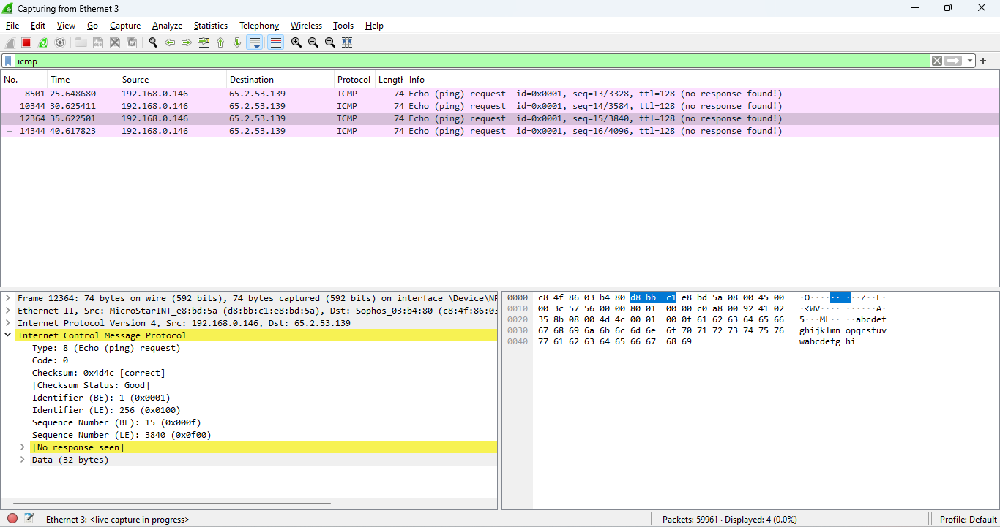 Capturing from Ethernet 3
File Edit View Go Capture Analyze Statistics Telephony Wireless Tools Help
icmp
No. Time Source Destination Protocol Length Info
8501 25.648680 192.168.0.146 65.2.53.139 ICMP 74 Echo (ping) request id=0x0001, seq=13/3328, ttl=128 (no response found!)
10344 30.625411 192.168.0.146 65.2.53.139 ICMP 74 Echo (ping) request id=0x0001, seq=14/3584, ttl=128 (no response found!)
12364 35.622501 192.168.0.146 65.2.53.139 ICMP 74 Echo (ping) request id=0x0001, seq=15/3840, ttl=128 (no response found!)
14344 40.617823 192.168.0.146 65.2.53.139 ICMP 74 Echo (ping) request id=0x0001, seq=16/4096, ttl=128 (no response found!)
Frame 12364: 74 bytes on wire (592 bits), 74 bytes captured (592 bits) on interface \Device\NF
Ethernet II, Src: MicroStarINT_e8:bd:5a (d8:bb:c1:e8:bd:5a), Dst: Sophos_03:b4:80 (c8:4f:86:03
Internet Protocol Version 4, Src: 192.168.0.146, Dst: 65.2.53.139
Internet Control Message Protocol
Type: 8 (Echo (ping) request)
Code: 0
Checksum: 0x4d4c [correct]
[Checksum Status: Good]
Identifier (BE): 1 (0x0001)
Identifier (LE): 256 (0x0100)
Sequence Number (BE): 15 (0x000f)
Sequence Number (LE): 3840 (0x0f00)
[No response seen]
Data (32 bytes)
0000 c8 4f 86 03 b4 80 d8 bb c1 e8 bd 5a 08 00 45 00 ·O···· ·· ···Z··E·
0010 00 3c 57 56 00 00 80 01 00 00 c0 a8 00 92 41 02 ·<WV···· ······A·
0020 35 8b 08 00 4d 4c 00 01 00 0f 61 62 63 64 65 66 5···ML·· ··abcdef
0030 67 68 69 6a 6b 6c 6d 6e 6f 70 71 72 73 74 75 76 ghijklmn opqrstuv
0040 77 61 62 63 64 65 66 67 68 69 wabcdefg hi
Ethernet 3: <live capture in progress> Packets: 59961 · Displayed: 4 (0.0%) Profile: Default